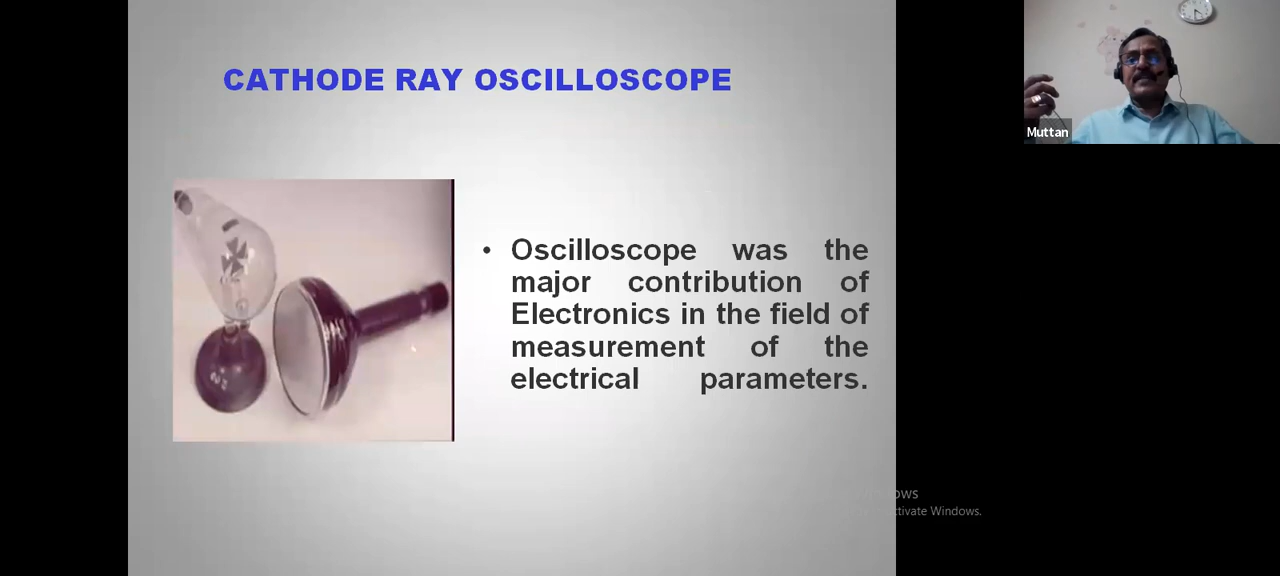 CATHODE RAY OSCILLOSCOPE
• Oscilloscope was the
major contribution of
Electronics in the field of
measurement of the
electrical parameters.
Muttan
Windows.